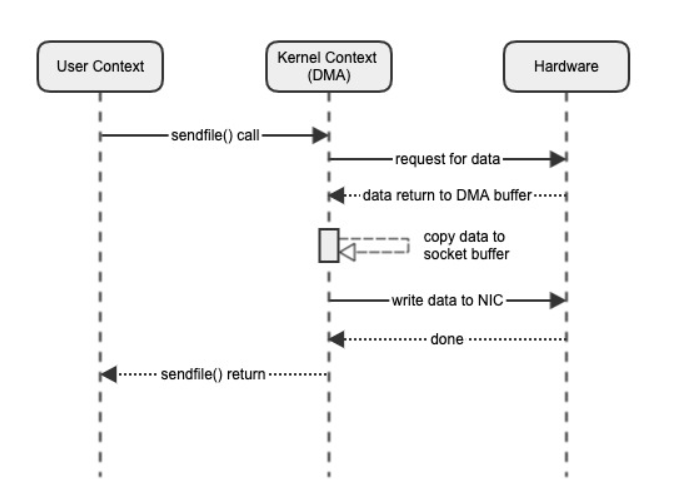 User Context
Kernel Context
(DMA)
Hardware
sendfile() call
request for data
data return to DMA buffer
copy data to
socket buffer
write data to NIC
done
sendfile() return